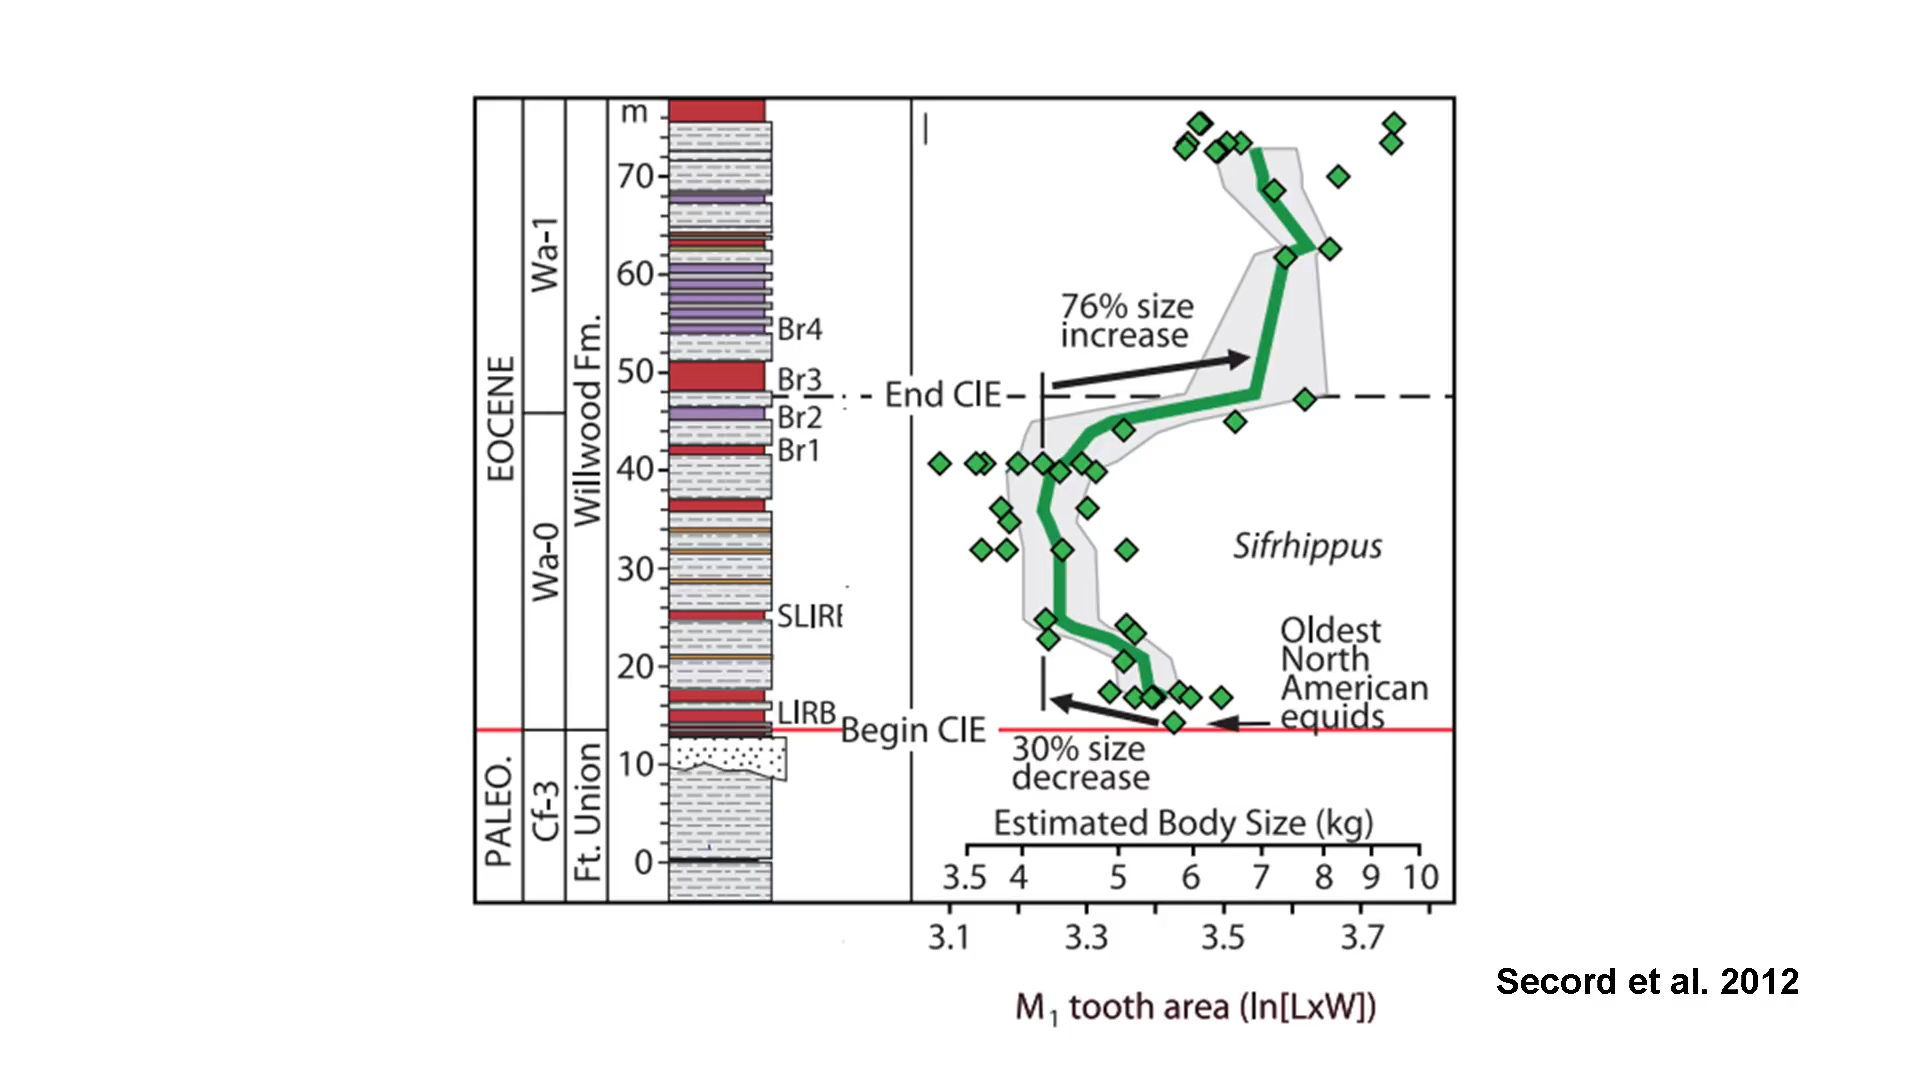 m
70
60
50
40
30
20
10
0
EOCENE
PALEO.
Wa-1
Wa-0
Cf-3
Willwood Fm.
Ft. Union
Br4
Br3
Br2
Br1
LIRB
76% size
increase
End CIE
Sifrhippus
Oldest
North
American
equids
Begin CIE
30% size
decrease
Estimated Body Size (kg)
3.5 4 5 6 7 8 9 10
3.1 3.3 3.5 3.7
M1 tooth area (ln[LxW])
Secord et al. 2012